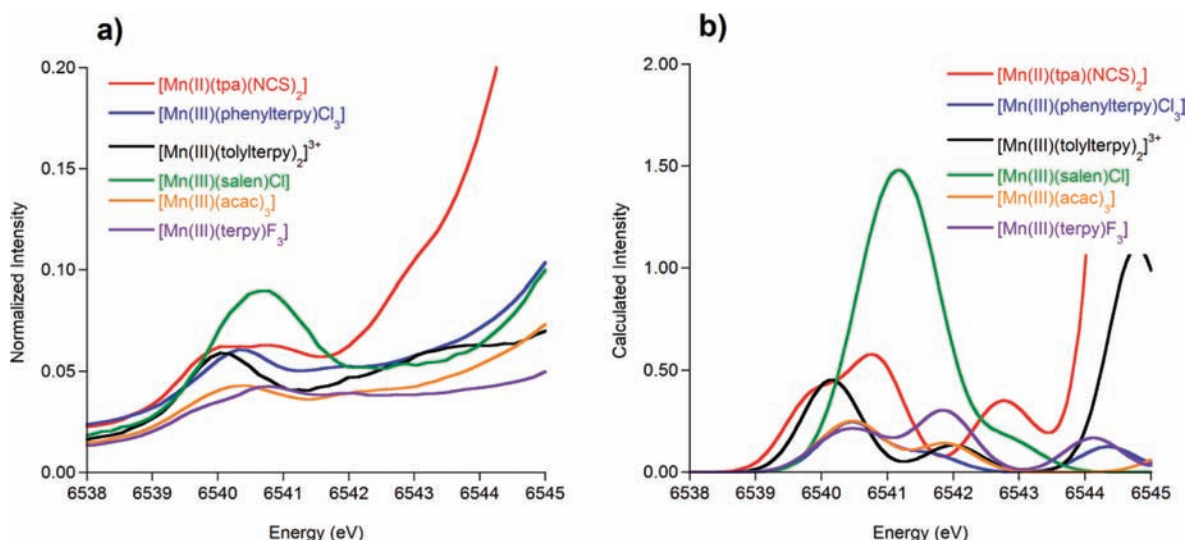 a)
0.20
0.15
0.10
0.05
0.00
Normalized Intensity
[Mn(II)(tpa)(NCS)2]
[Mn(III)(phenylterpy)Cl3]
[Mn(III)(tolylterpy)2]3+
[Mn(III)(salen)Cl]
[Mn(III)(acac)3]
[Mn(III)(terpy)F3]
6538 6539 6540 6541 6542 6543 6544 6545
Energy (eV)
b)
2.00
1.50
1.00
0.50
0.00
Calculated Intensity
[Mn(II)(tpa)(NCS)2]
[Mn(III)(phenylterpy)Cl3]
[Mn(III)(tolylterpy)2]3+
[Mn(III)(salen)Cl]
[Mn(III)(acac)3]
[Mn(III)(terpy)F3]
6538 6539 6540 6541 6542 6543 6544 6545
Energy (eV)